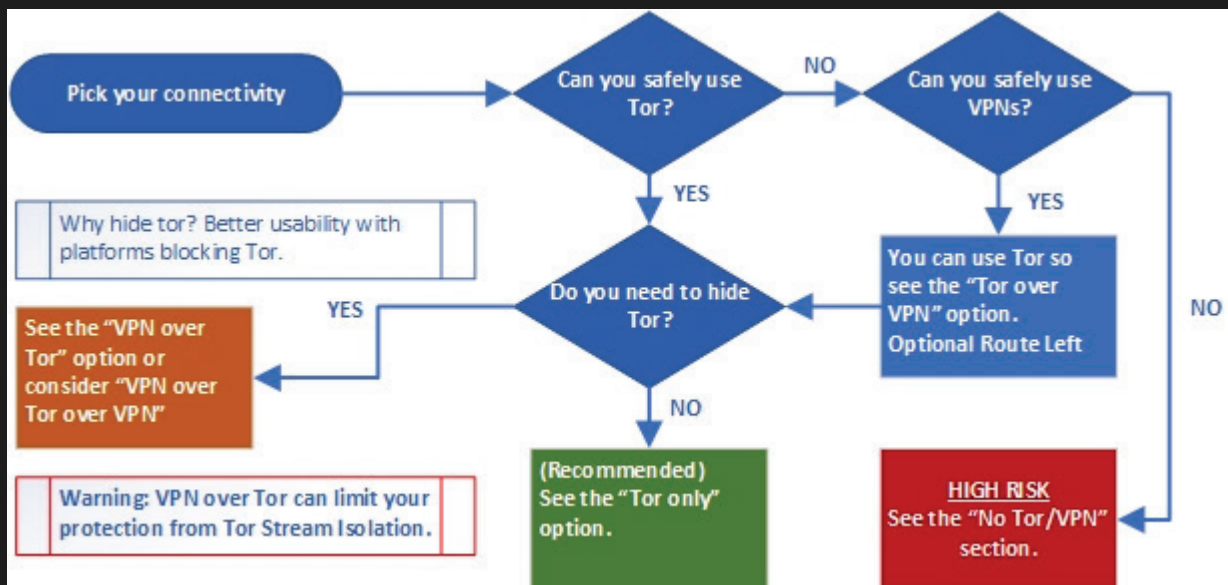 Pick your connectivity
Can you safely use
Tor?
NO
Can you safely use
VPNs?
YES
YES
NO
Why hide tor? Better usability with
platforms blocking Tor.
Do you need to hide
Tor?
You can use Tor so
see the “Tor over
VPN” option.
Optional Route Left
YES
See the “VPN over
Tor” option or
consider “VPN over
Tor over VPN”
NO
Warning: VPN over Tor can limit your
protection from Tor Stream Isolation.
(Recommended)
See the “Tor only”
option.
HIGH RISK
See the “No Tor/VPN”
section.